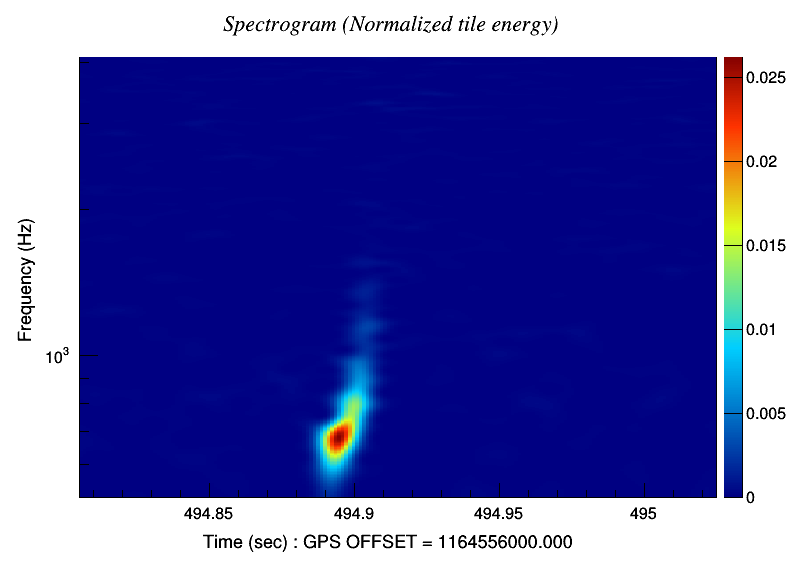 Spectrogram (Normalized tile energy)
0.025
0.02
0.015
0.01
0.005
0
Frequency (Hz)
10³
494.85 494.9 494.95 495
Time (sec) : GPS OFFSET = 1164556000.000